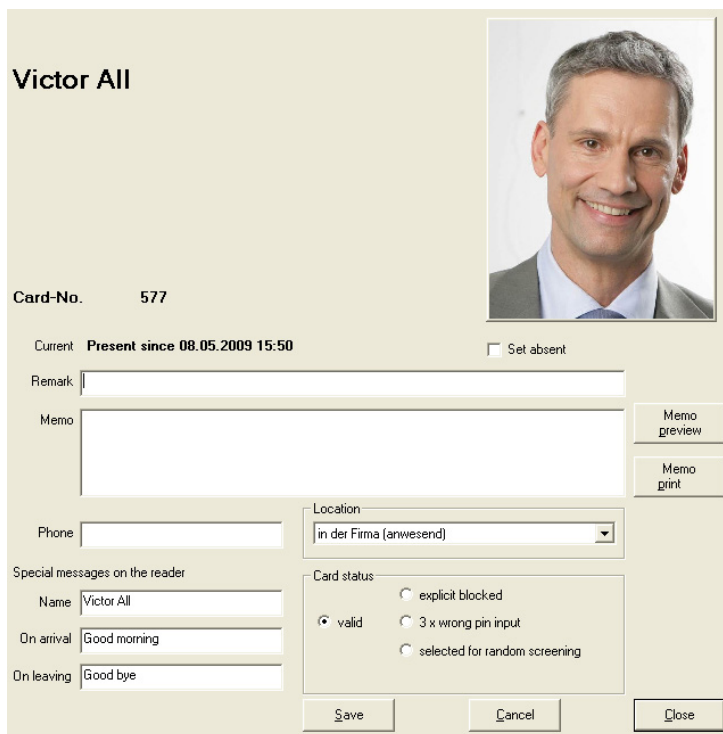 Victor All
Card-No. 577
Current Present since 08.05.2009 15:50
Set absent
Remark
Memo
Memo preview
Memo print
Location
Phone
in der Firma (anwesend)
Special messages on the reader
Name Victor All
On arrival Good morning
On leaving Good bye
Card status
valid
explicit blocked
3 x wrong pin input
selected for random screening
Save Cancel Close